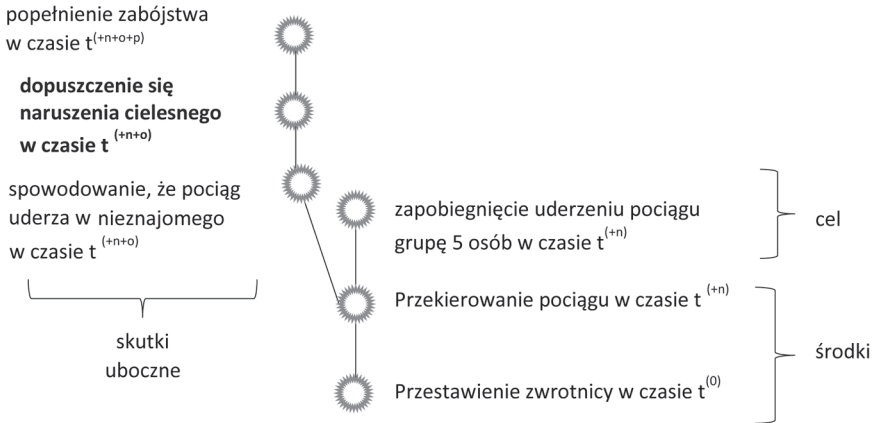 popełnienie zabójstwa
w czasie t(+n+o+p)
dopuszczenie się
naruszenia cielesnego
w czasie t (+n+o)
spowodowanie, że pociąg
uderza w nieznajomego
w czasie t (+n+o)
skutki
uboczne
zapobiegnięcie uderzeniu pociągu
grupę 5 osób w czasie t(+n)
cel
Przekierowanie pociągu w czasie t (+n)
środki
Przestawienie zwrotnicy w czasie t(0)